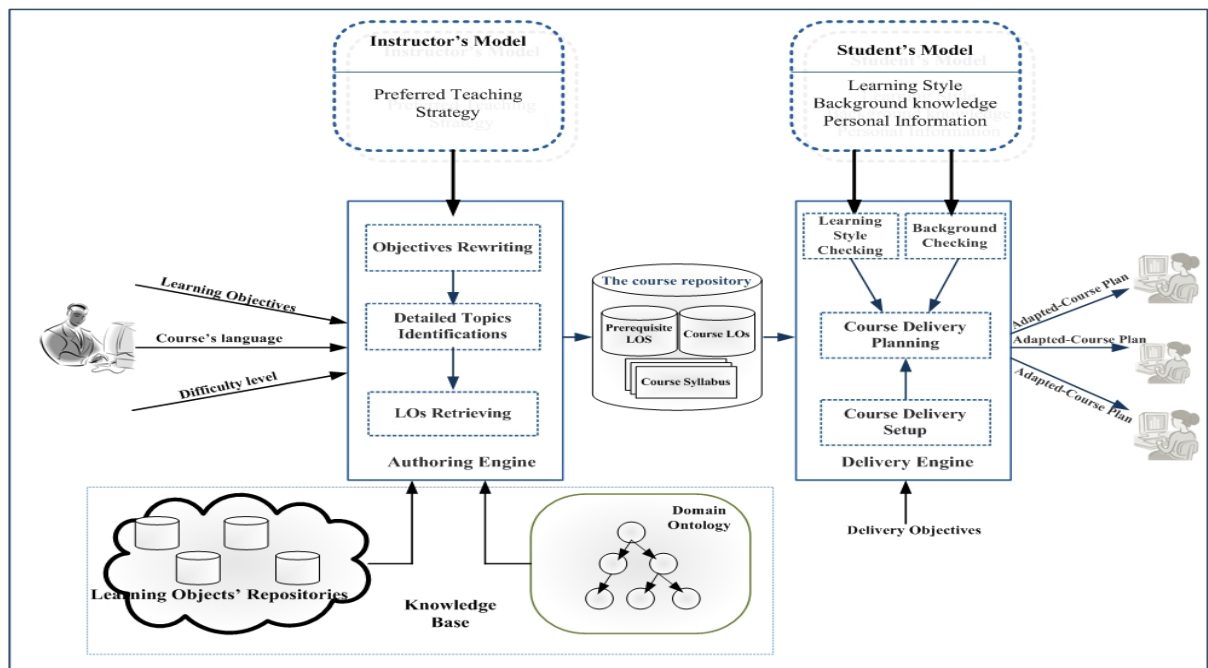 Instructor's Model
Preferred Teaching
Strategy
Student's Model
Learning Style
Background knowledge
Personal Information
Learning Objectives
Course's language
Difficulty level
Objectives Rewriting
Detailed Topics
Identifications
LOs Retrieving
Authoring Engine
The course repository
Prerequisite
LOS
Course LOs
Course Syllabus
Learning
Style
Checking
Background
Checking
Course Delivery
Planning
Course Delivery
Setup
Delivery Engine
Delivery Objectives
Adapted-Course Plan
Adapted-Course Plan
Adapted-Course Plan
Learning Objects' Repositories
Knowledge
Base
Domain
Ontology